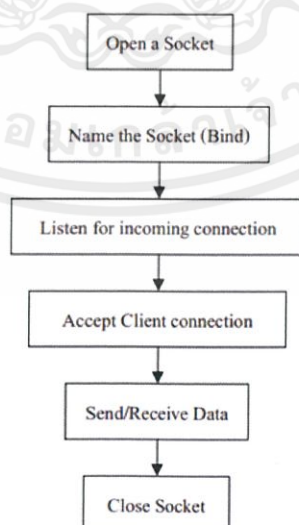 Open a Socket
Name the Socket (Bind)
Listen for incoming connection
Accept Client connection
Send/Receive Data
Close Socket